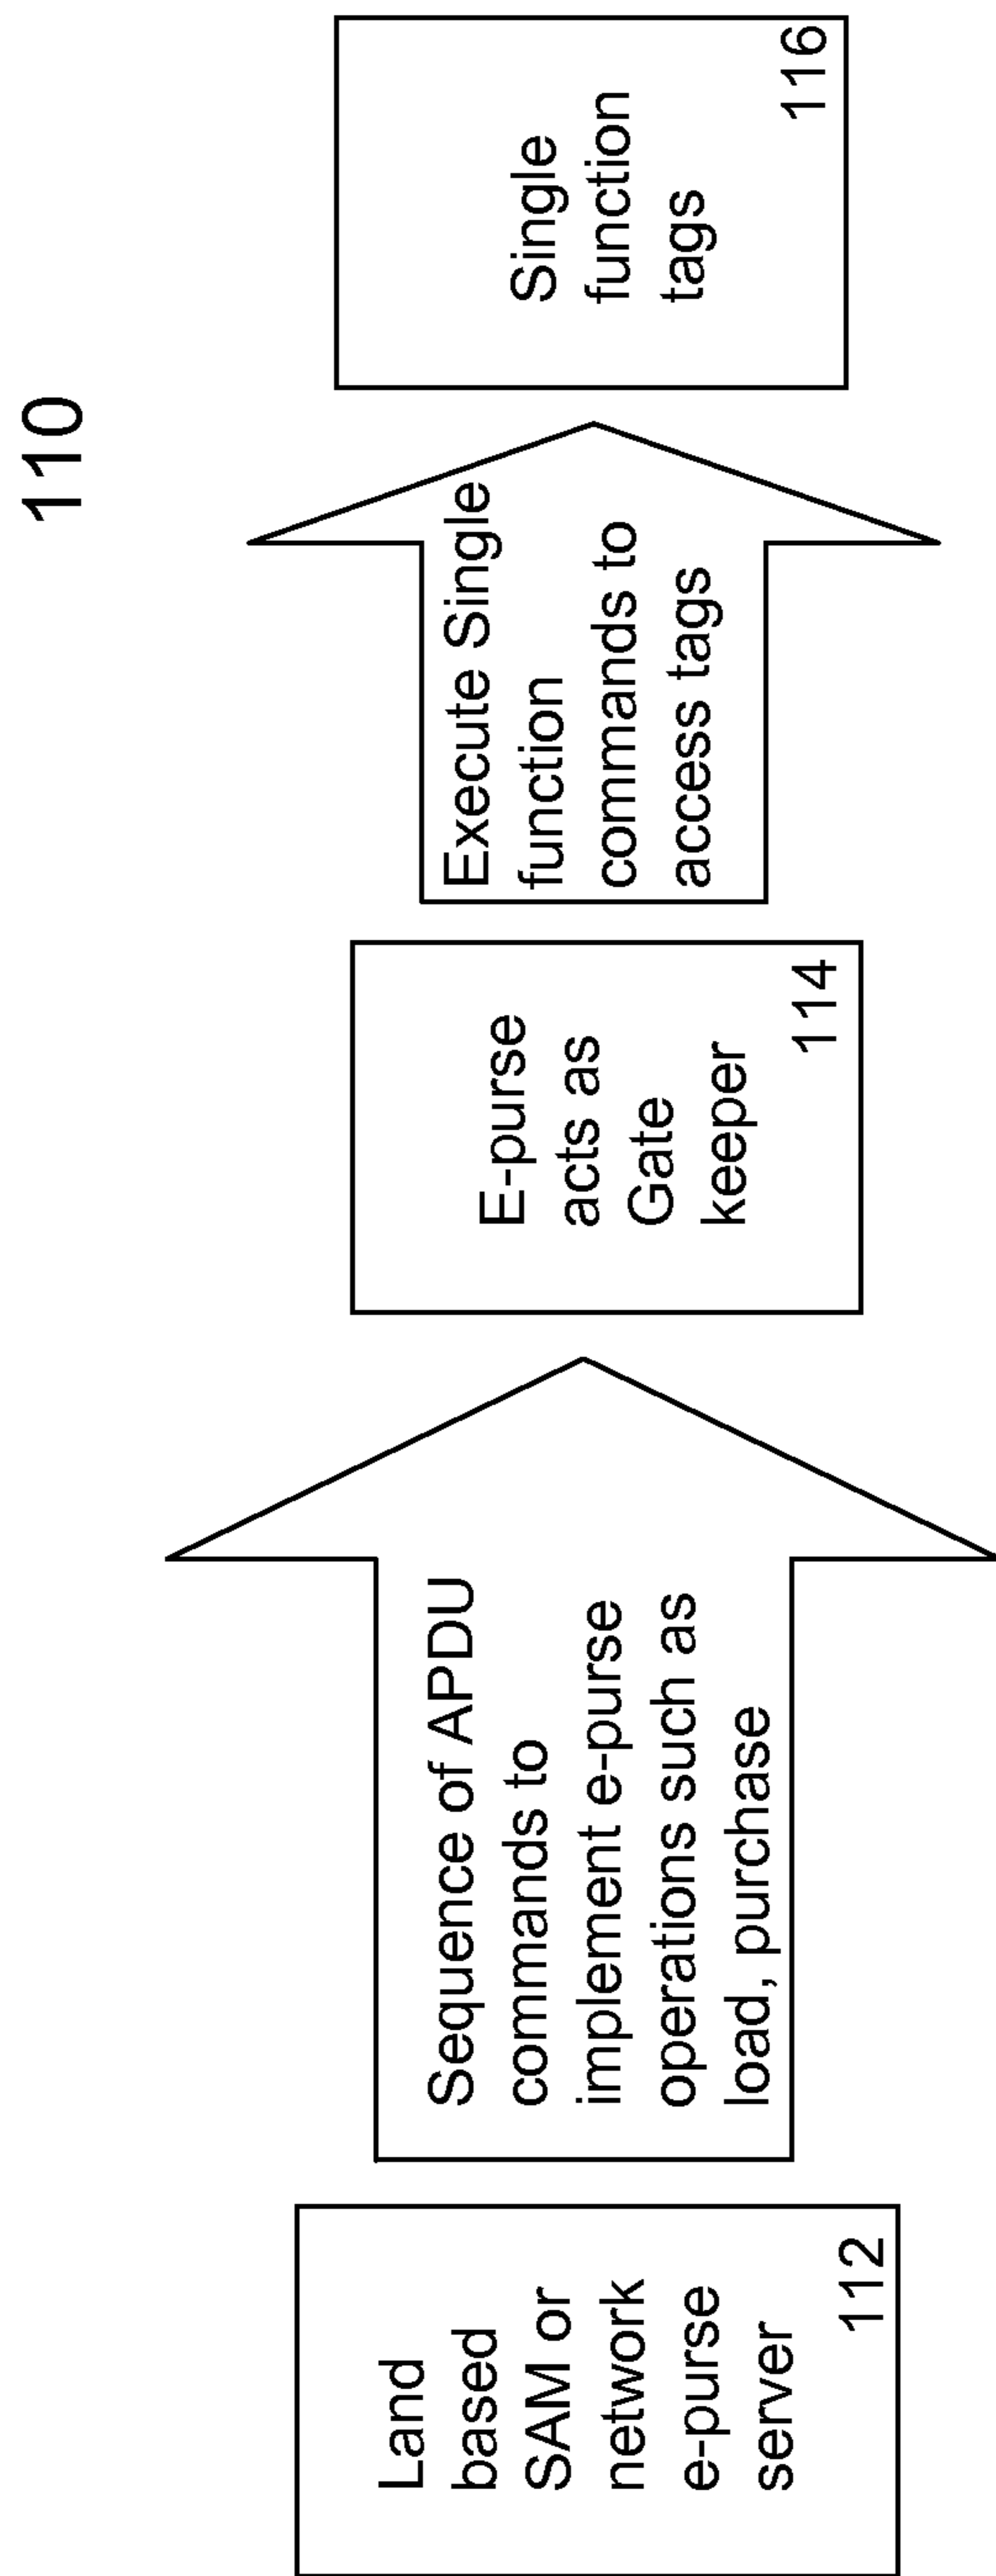 110
Land
based
SAM or
network
e-purse
server
112
Sequence of APDU
commands to
implement e-purse
operations such as
load, purchase
E-purse
acts as
Gate
keeper
114
Execute Single
function
commands to
access tags
Single
function
tags
116